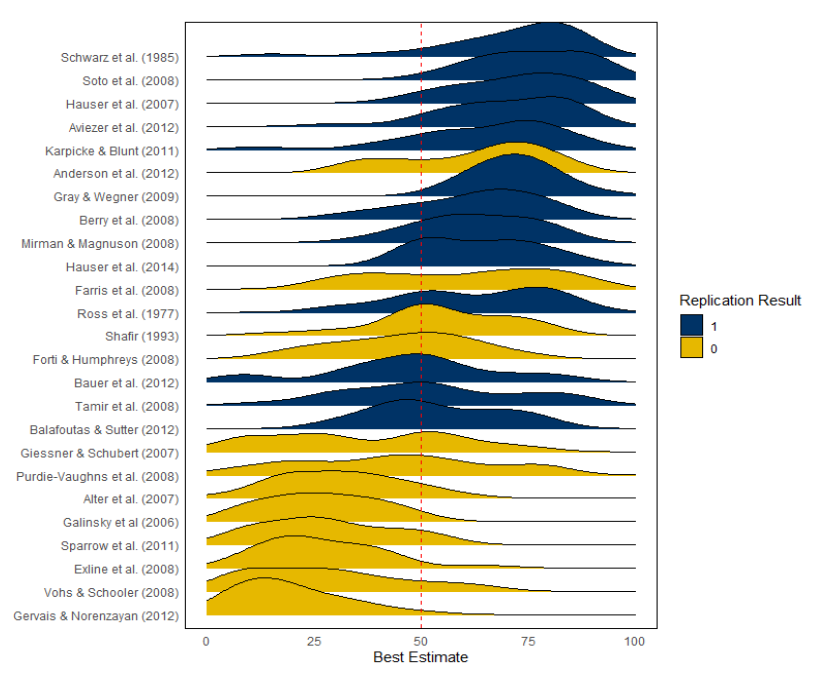 Schwarz et al. (1985)
Soto et al. (2008)
Hauser et al. (2007)
Aviezer et al. (2012)
Karpicke & Blunt (2011)
Anderson et al. (2012)
Gray & Wegner (2009)
Berry et al. (2008)
Mirman & Magnuson (2008)
Hauser et al. (2014)
Farris et al. (2008)
Ross et al. (1977)
Shafir (1993)
Forti & Humphreys (2008)
Bauer et al. (2012)
Tamir et al. (2008)
Balafoutas & Sutter (2012)
Giessner & Schubert (2007)
Purdie-Vaughns et al. (2008)
Alter et al. (2007)
Galinsky et al (2006)
Sparrow et al. (2011)
Exline et al. (2008)
Vohs & Schooler (2008)
Gervais & Norenzayan (2012)
0 25 50 75 100
Best Estimate
Replication Result
1
0